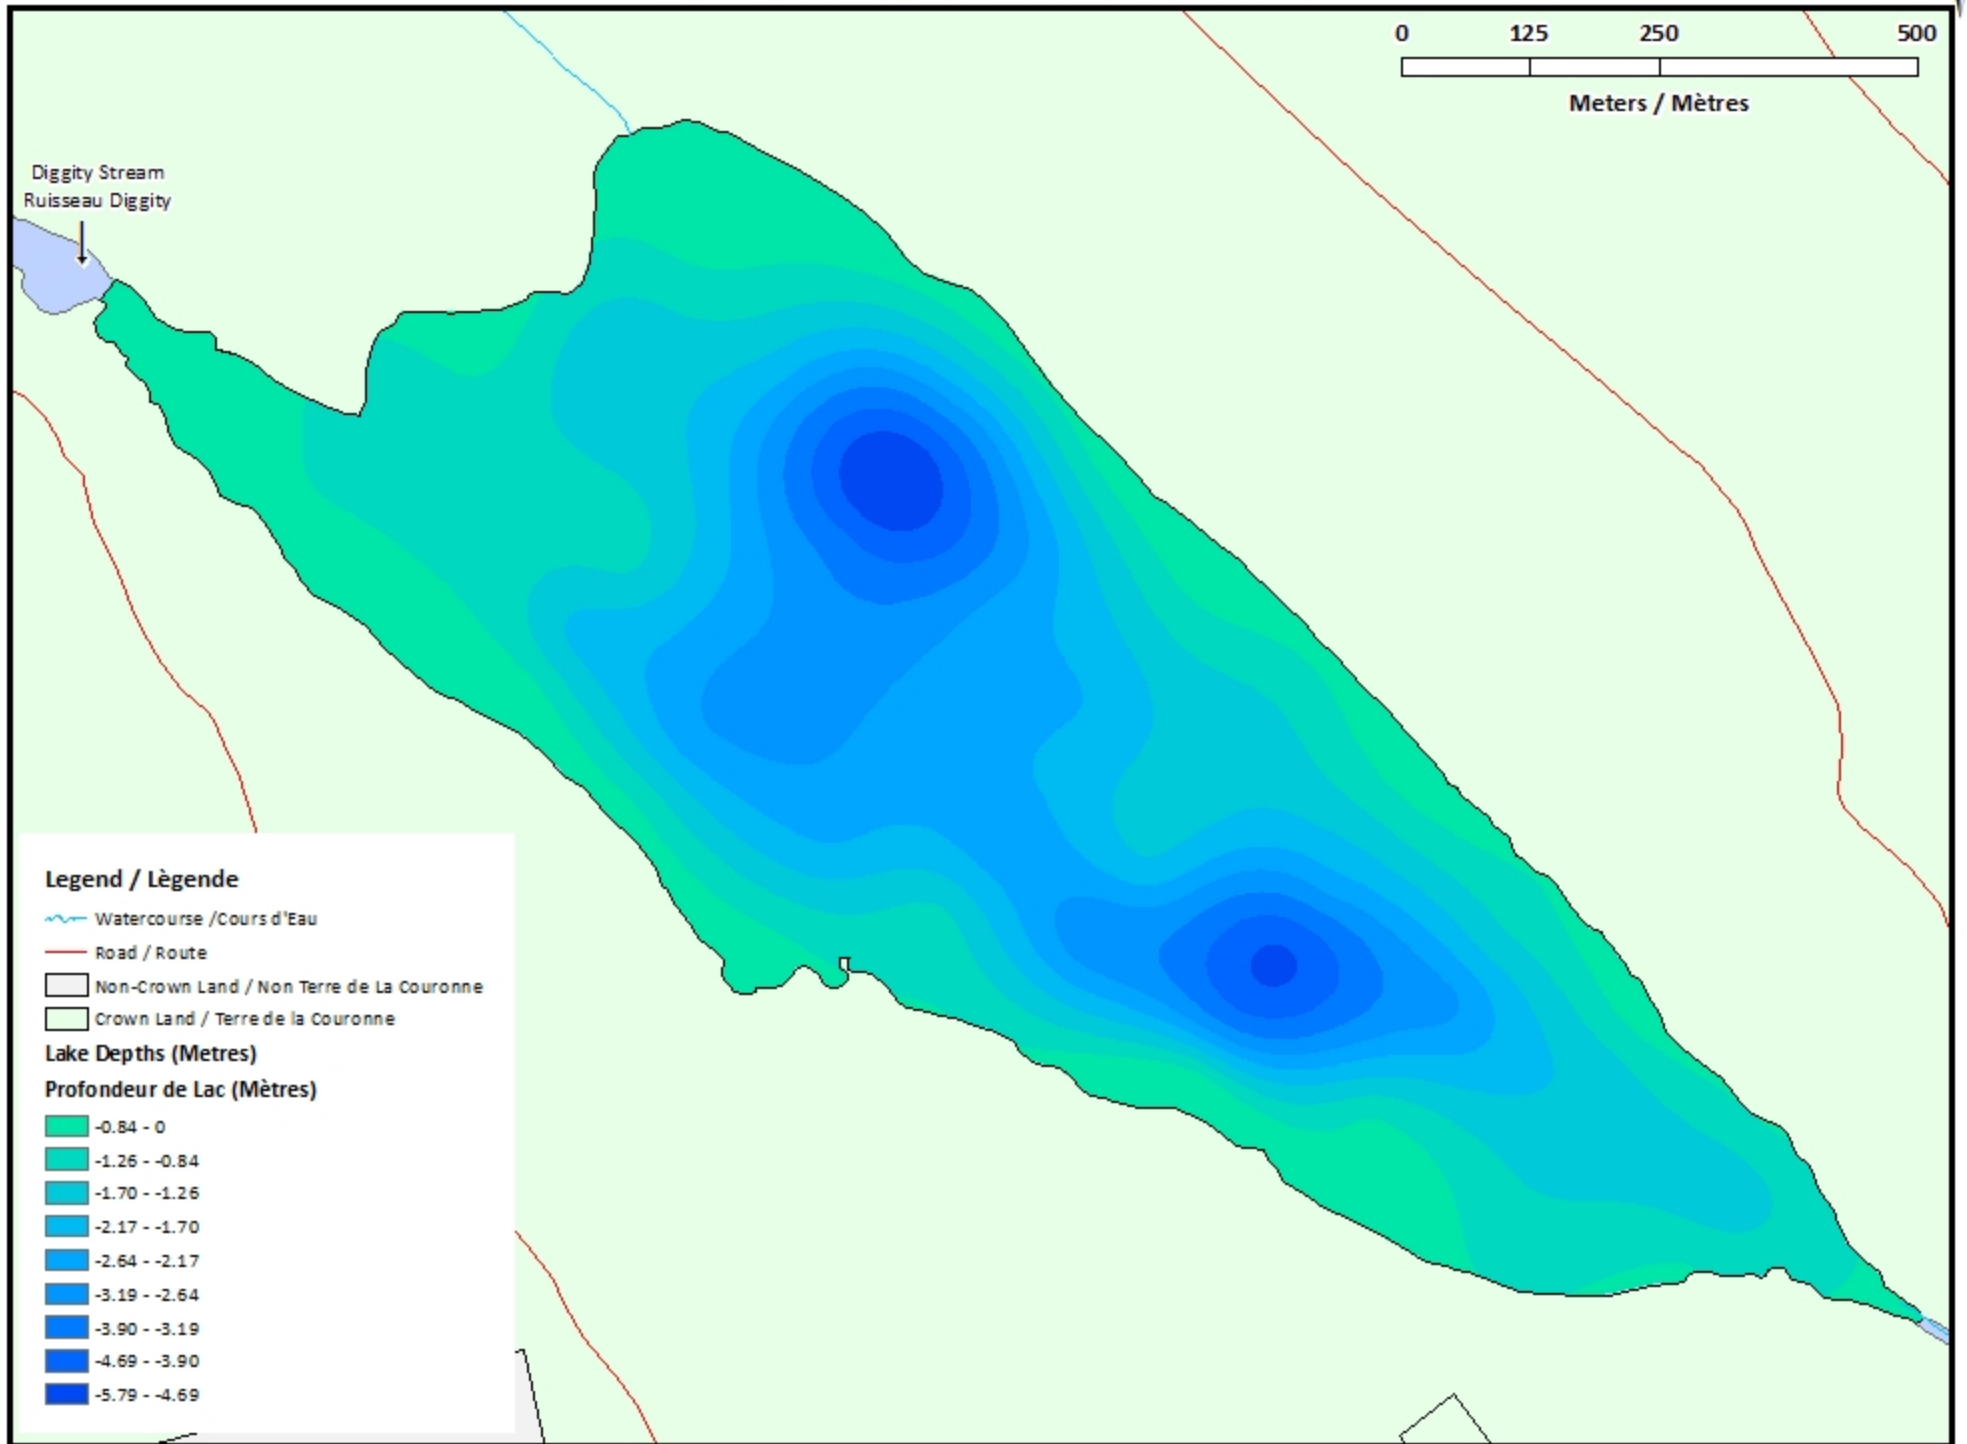 0 125 250 500
Meters / Mètres
Diggity Stream
Ruisseau Diggity
Legend / Lègende
Watercourse /Cours d'Eau
Road / Route
Non-Crown Land / Non Terre de La Couronne
Crown Land / Terre de la Couronne
Lake Depths (Metres)
Profondeur de Lac (Mètres)
-0.84 - 0
-1.26 - -0.84
-1.70 - -1.26
-2.17 - -1.70
-2.64 - -2.17
-3.19 - -2.64
-3.90 - -3.19
-4.69 - -3.90
-5.79 - -4.69